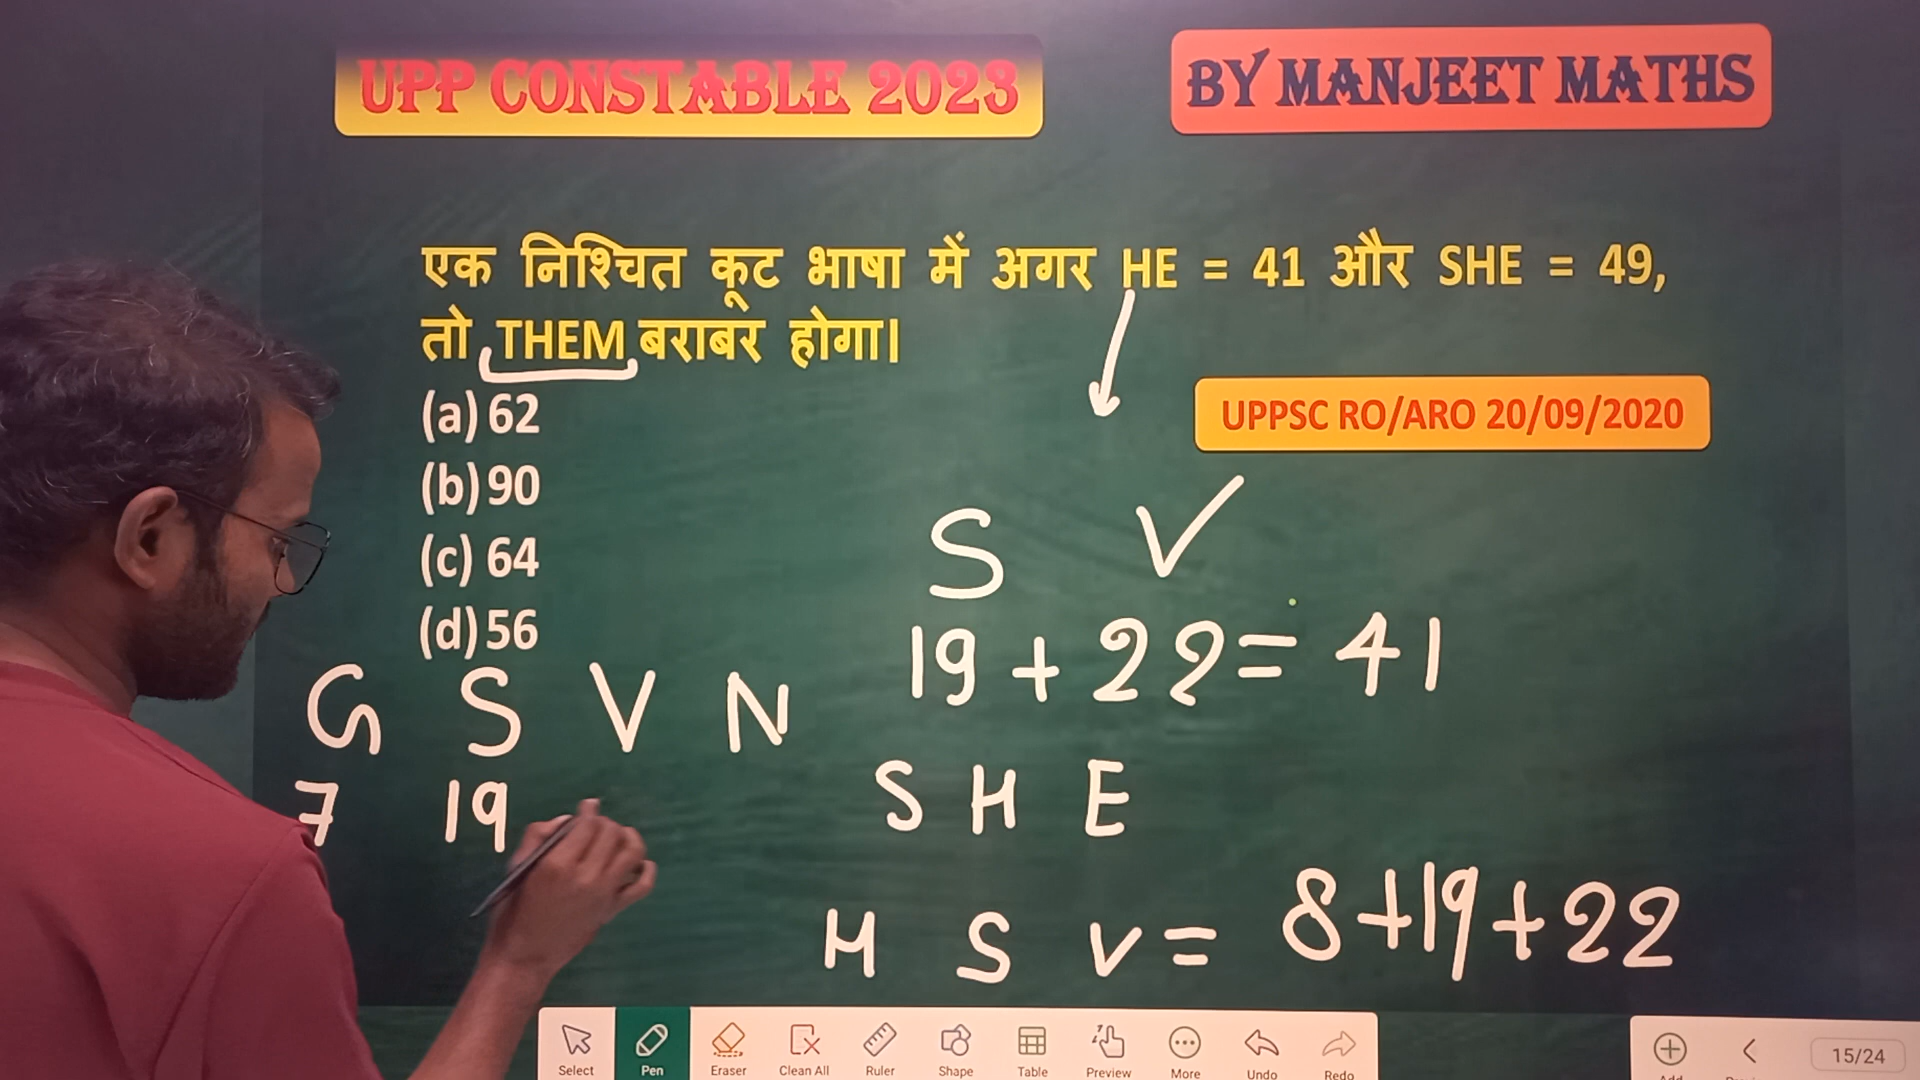 UPP CONSTABLE 2023
BY MANJEET MATHS
एक निश्चित कूट भाषा में अगर HE = 41 और SHE = 49,
तो THEM बराबर होगा।
(a) 62
(b) 90
(c) 64
(d) 56
UPPSC RO/ARO 20/09/2020
S V
19 + 22 = 41
G S V N
7 19
S H E
H S V = 8+19+22
Select Pen Eraser Clean All Ruler Shape Table Preview More Undo Redo
15/24